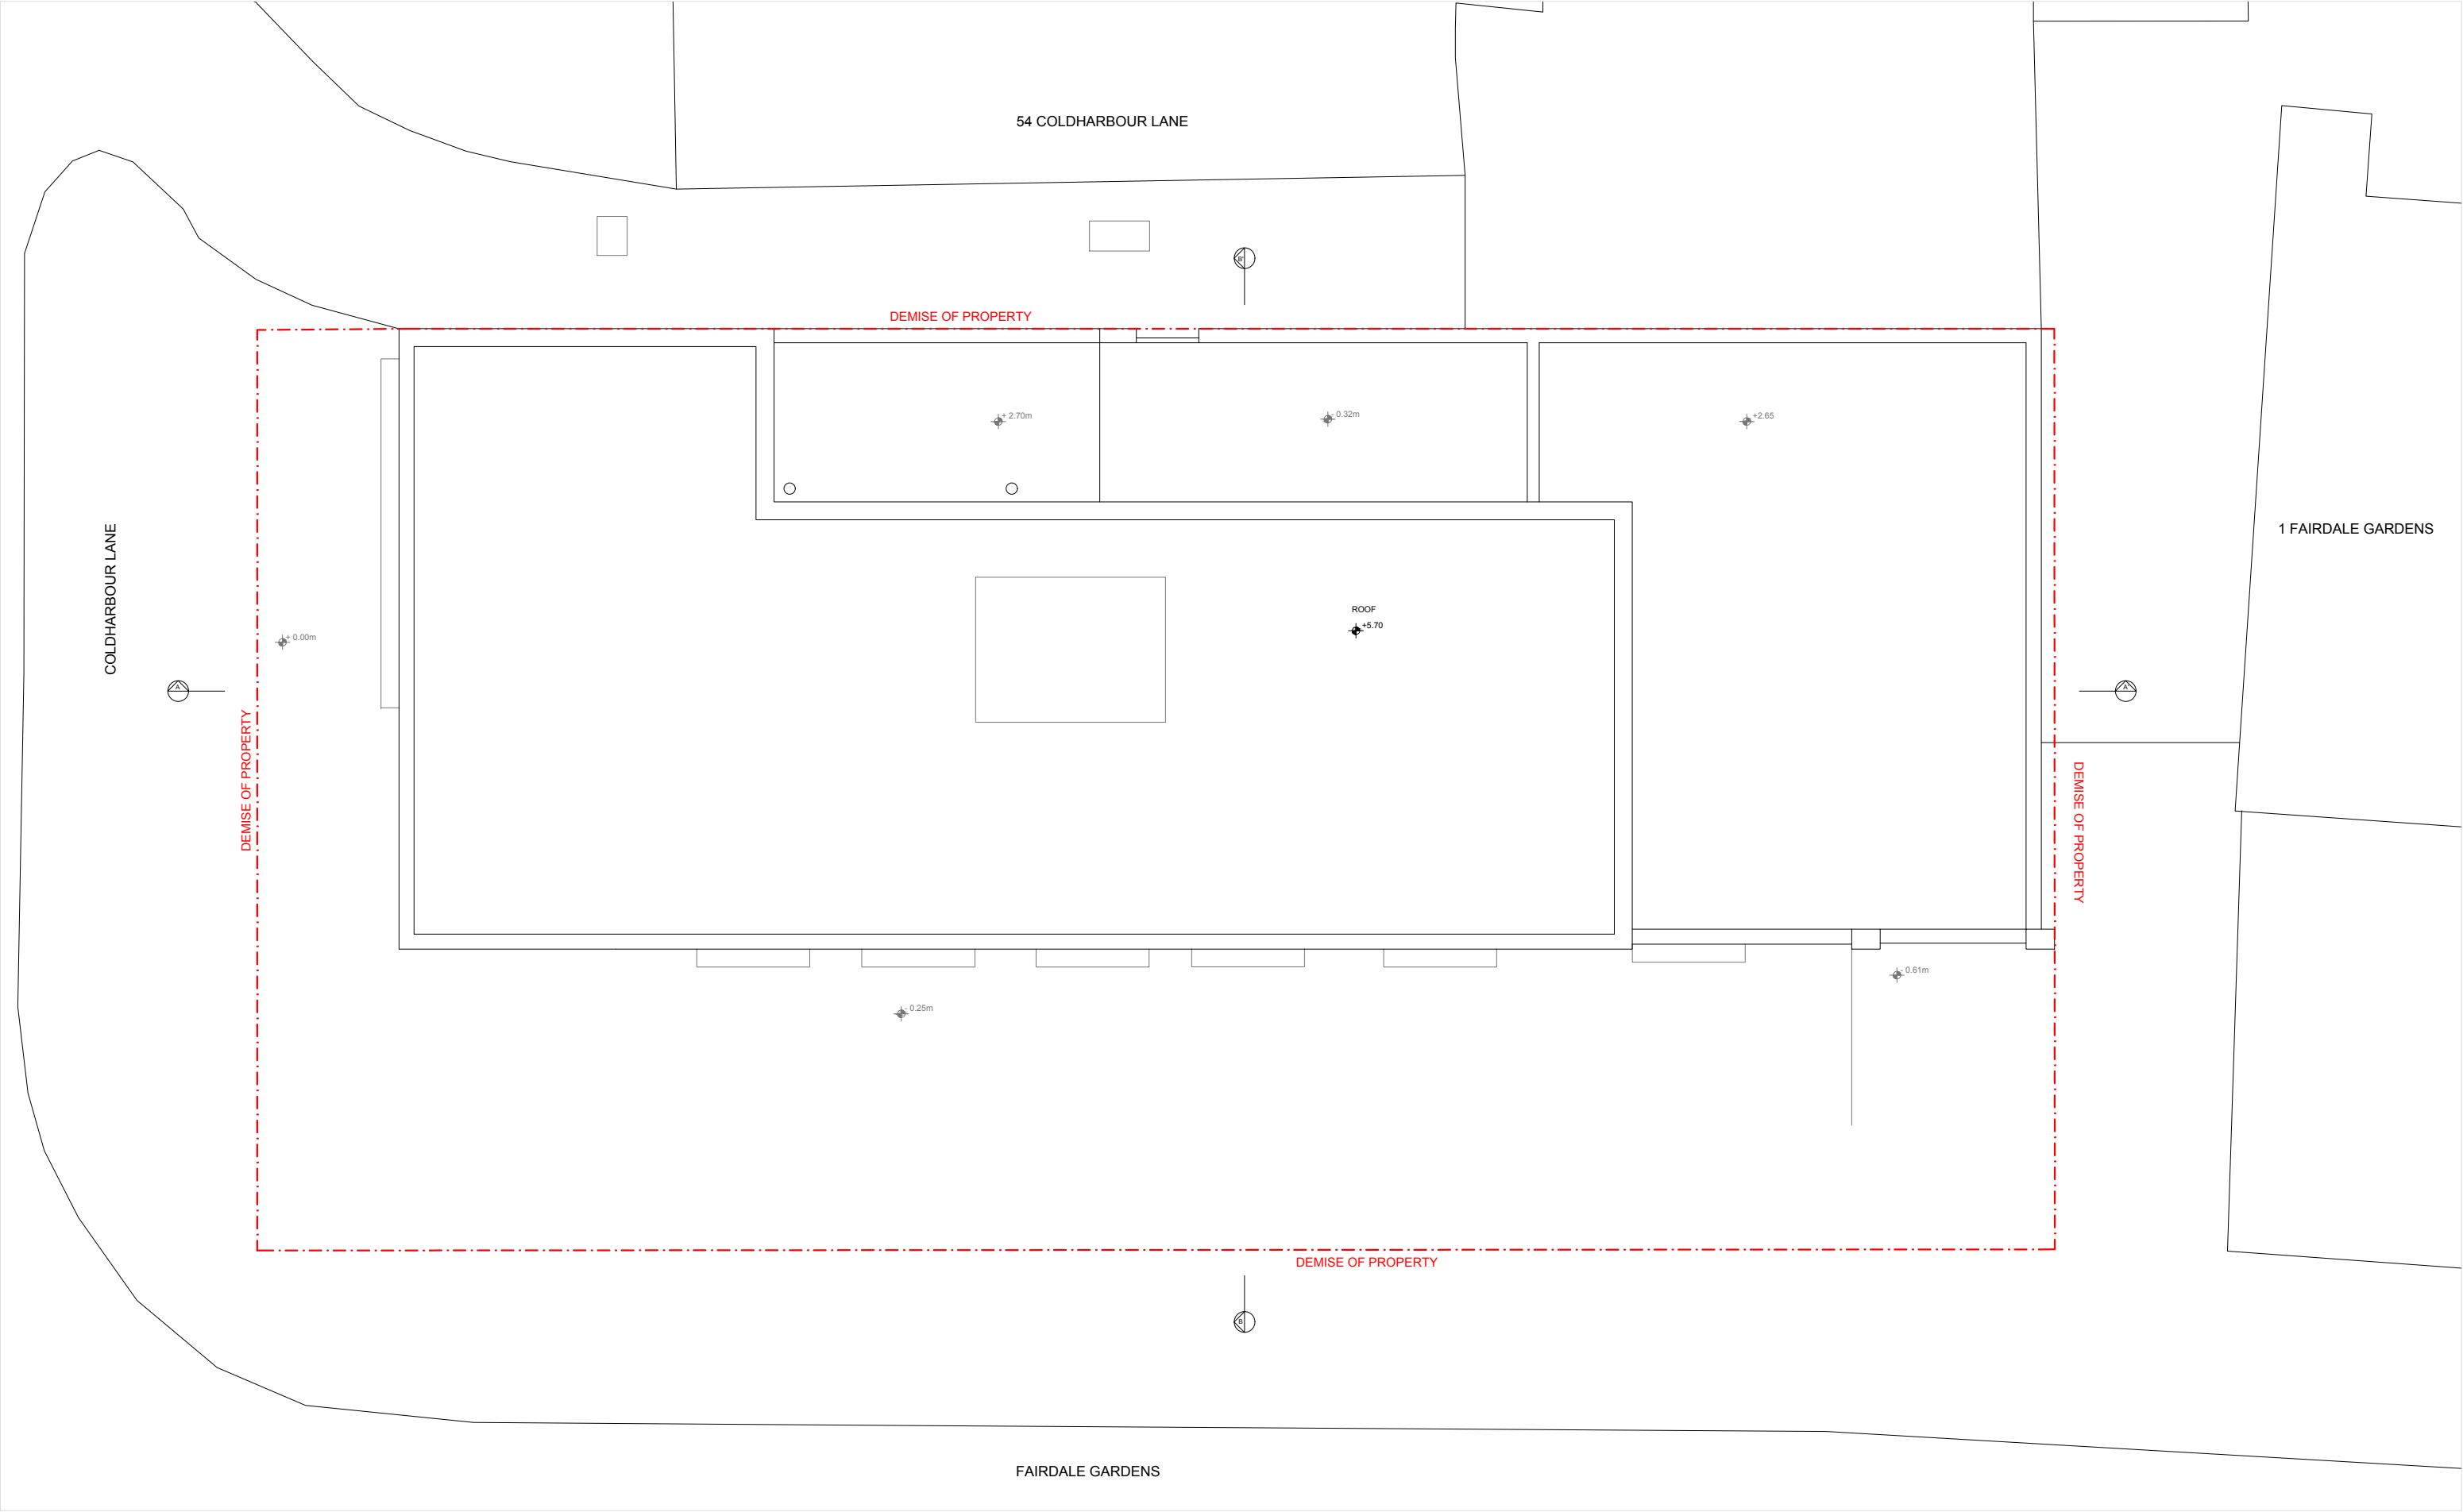 54 COLDHARBOUR LANE
B'
DEMISE OF PROPERTY
+ 2.70m
- 0.32m
+2.65
1 FAIRDALE GARDENS
COLDHARBOUR LANE
ROOF
+5.70
+ 0.00m
A
A'
DEMISE OF PROPERTY
DEMISE OF PROPERTY
- 0.61m
- 0.25m
DEMISE OF PROPERTY
B
FAIRDALE GARDENS